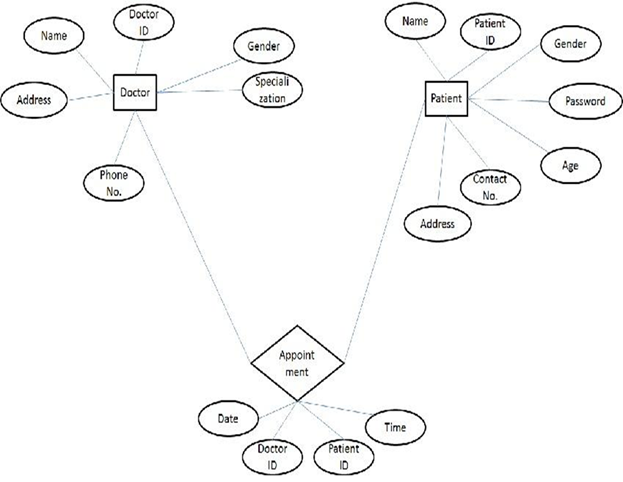 Name
Doctor
ID
Gender
Address
Doctor
Speciali
zation
Phone
No.
Name
Patient
ID
Gender
Patient
Password
Age
Contact
No.
Address
Appoint
ment
Date
Time
Doctor
ID
Patient
ID